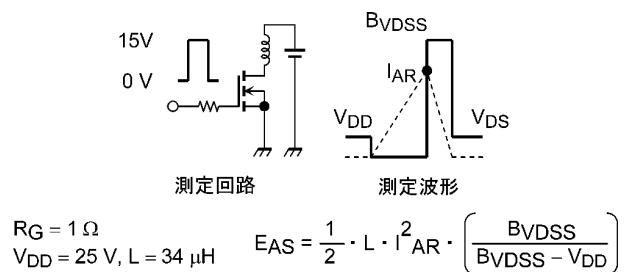 15V
0 V
BVDSS
IAR
VDD
VDS
測定回路
測定波形
RG = 1 Ω
VDD = 25 V, L = 34 μH
EAS = 1/2 · L · I²AR · (BVDSS / (BVDSS − VDD))